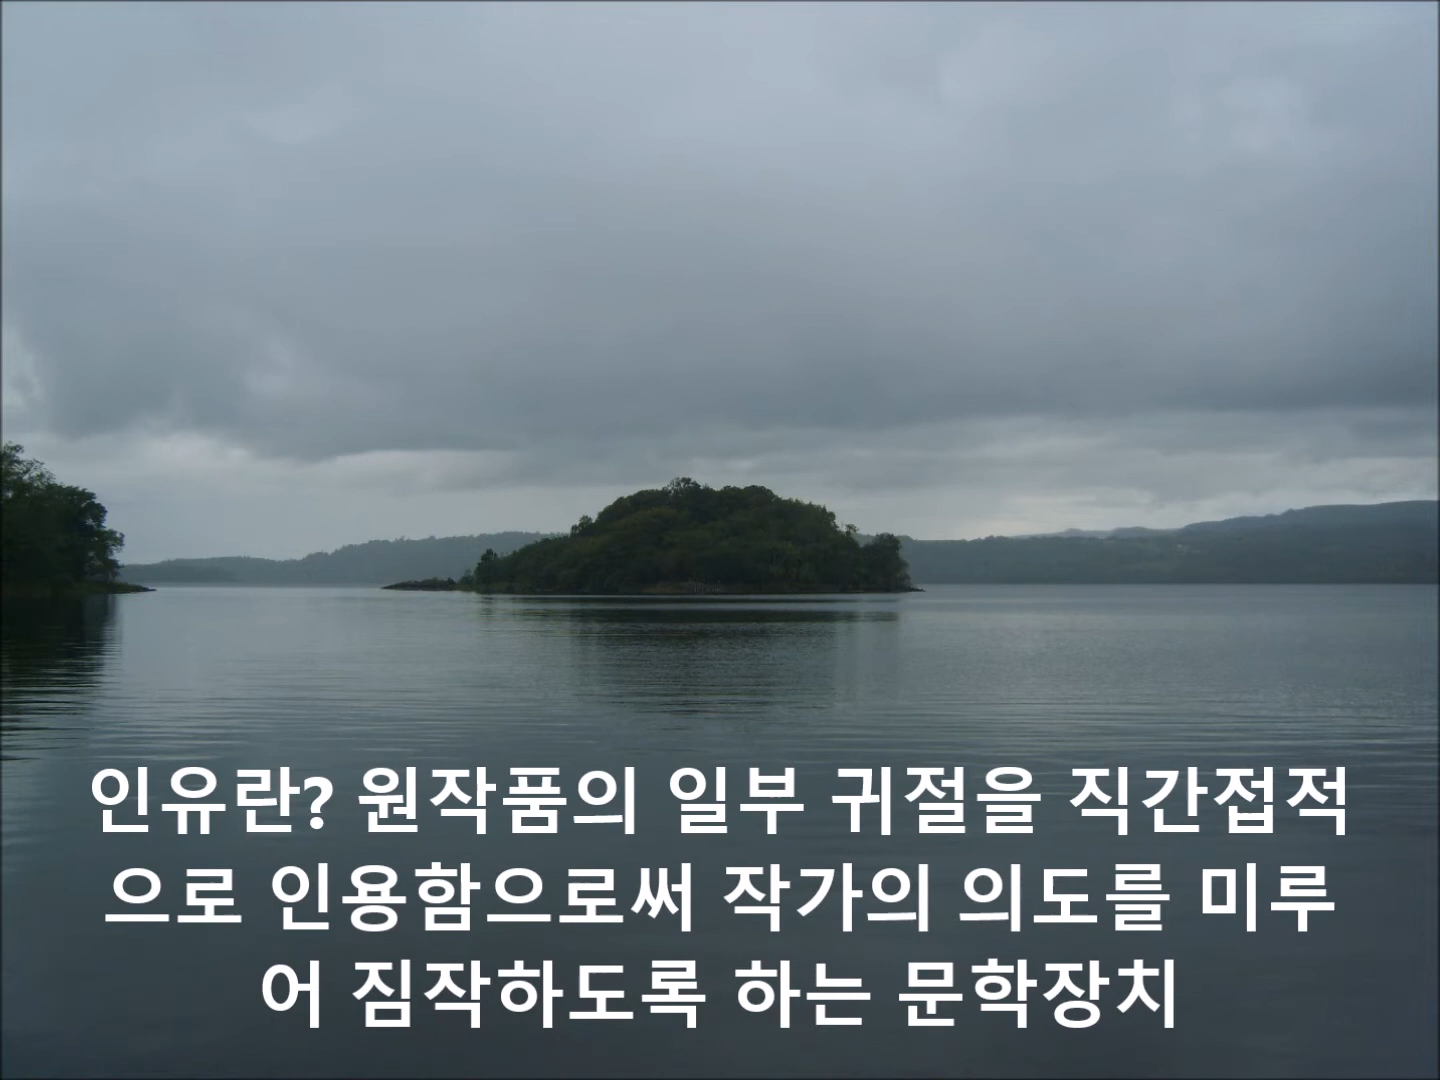 인유란? 원작품의 일부 귀절을 직간접적
으로 인용함으로써 작가의 의도를 미루
어 짐작하도록 하는 문학장치